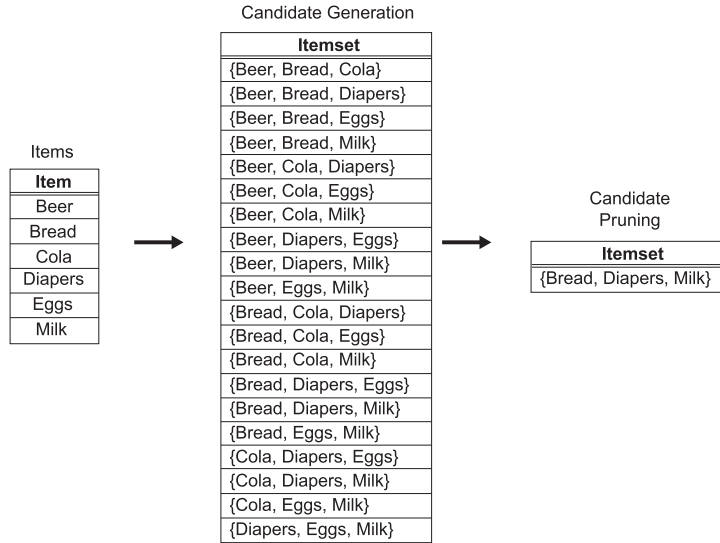 Candidate Generation
Items
Item
Beer
Bread
Cola
Diapers
Eggs
Milk
Itemset
{Beer, Bread, Cola}
{Beer, Bread, Diapers}
{Beer, Bread, Eggs}
{Beer, Bread, Milk}
{Beer, Cola, Diapers}
{Beer, Cola, Eggs}
{Beer, Cola, Milk}
{Beer, Diapers, Eggs}
{Beer, Diapers, Milk}
{Beer, Eggs, Milk}
{Bread, Cola, Diapers}
{Bread, Cola, Eggs}
{Bread, Cola, Milk}
{Bread, Diapers, Eggs}
{Bread, Diapers, Milk}
{Bread, Eggs, Milk}
{Cola, Diapers, Eggs}
{Cola, Diapers, Milk}
{Cola, Eggs, Milk}
{Diapers, Eggs, Milk}
Candidate
Pruning
Itemset
{Bread, Diapers, Milk}